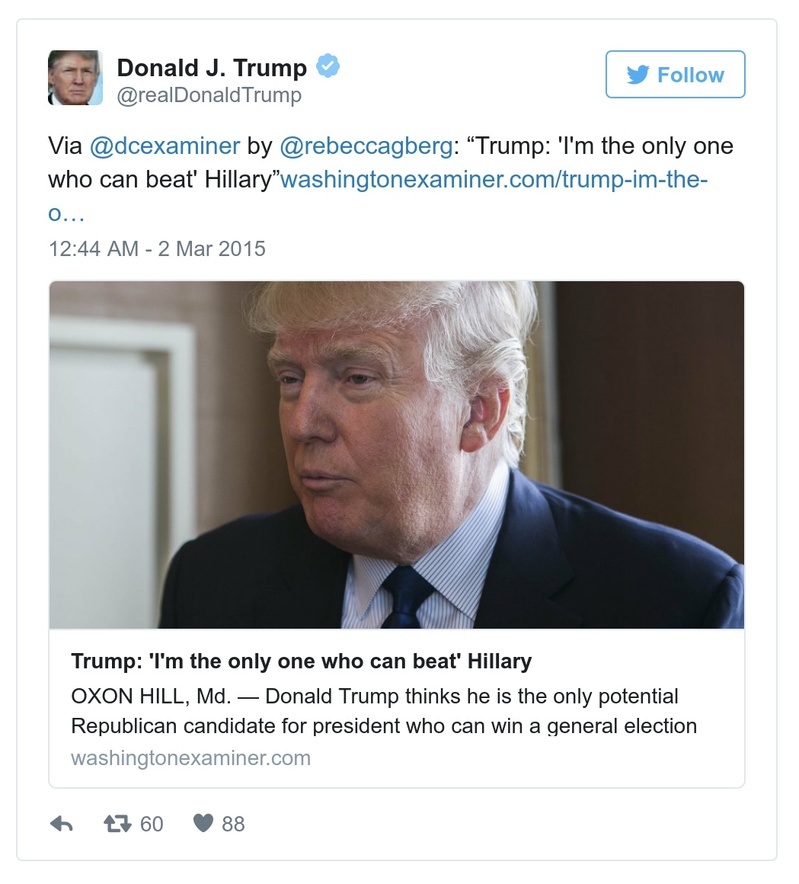 Donald J. Trump
@realDonaldTrump
Follow
Via @dcexaminer by @rebeccagberg: “Trump: 'I'm the only one
who can beat' Hillary”washingtonexaminer.com/trump-im-the-
o…
12:44 AM - 2 Mar 2015
Trump: 'I'm the only one who can beat' Hillary
OXON HILL, Md. — Donald Trump thinks he is the only potential
Republican candidate for president who can win a general election
washingtonexaminer.com
60
88